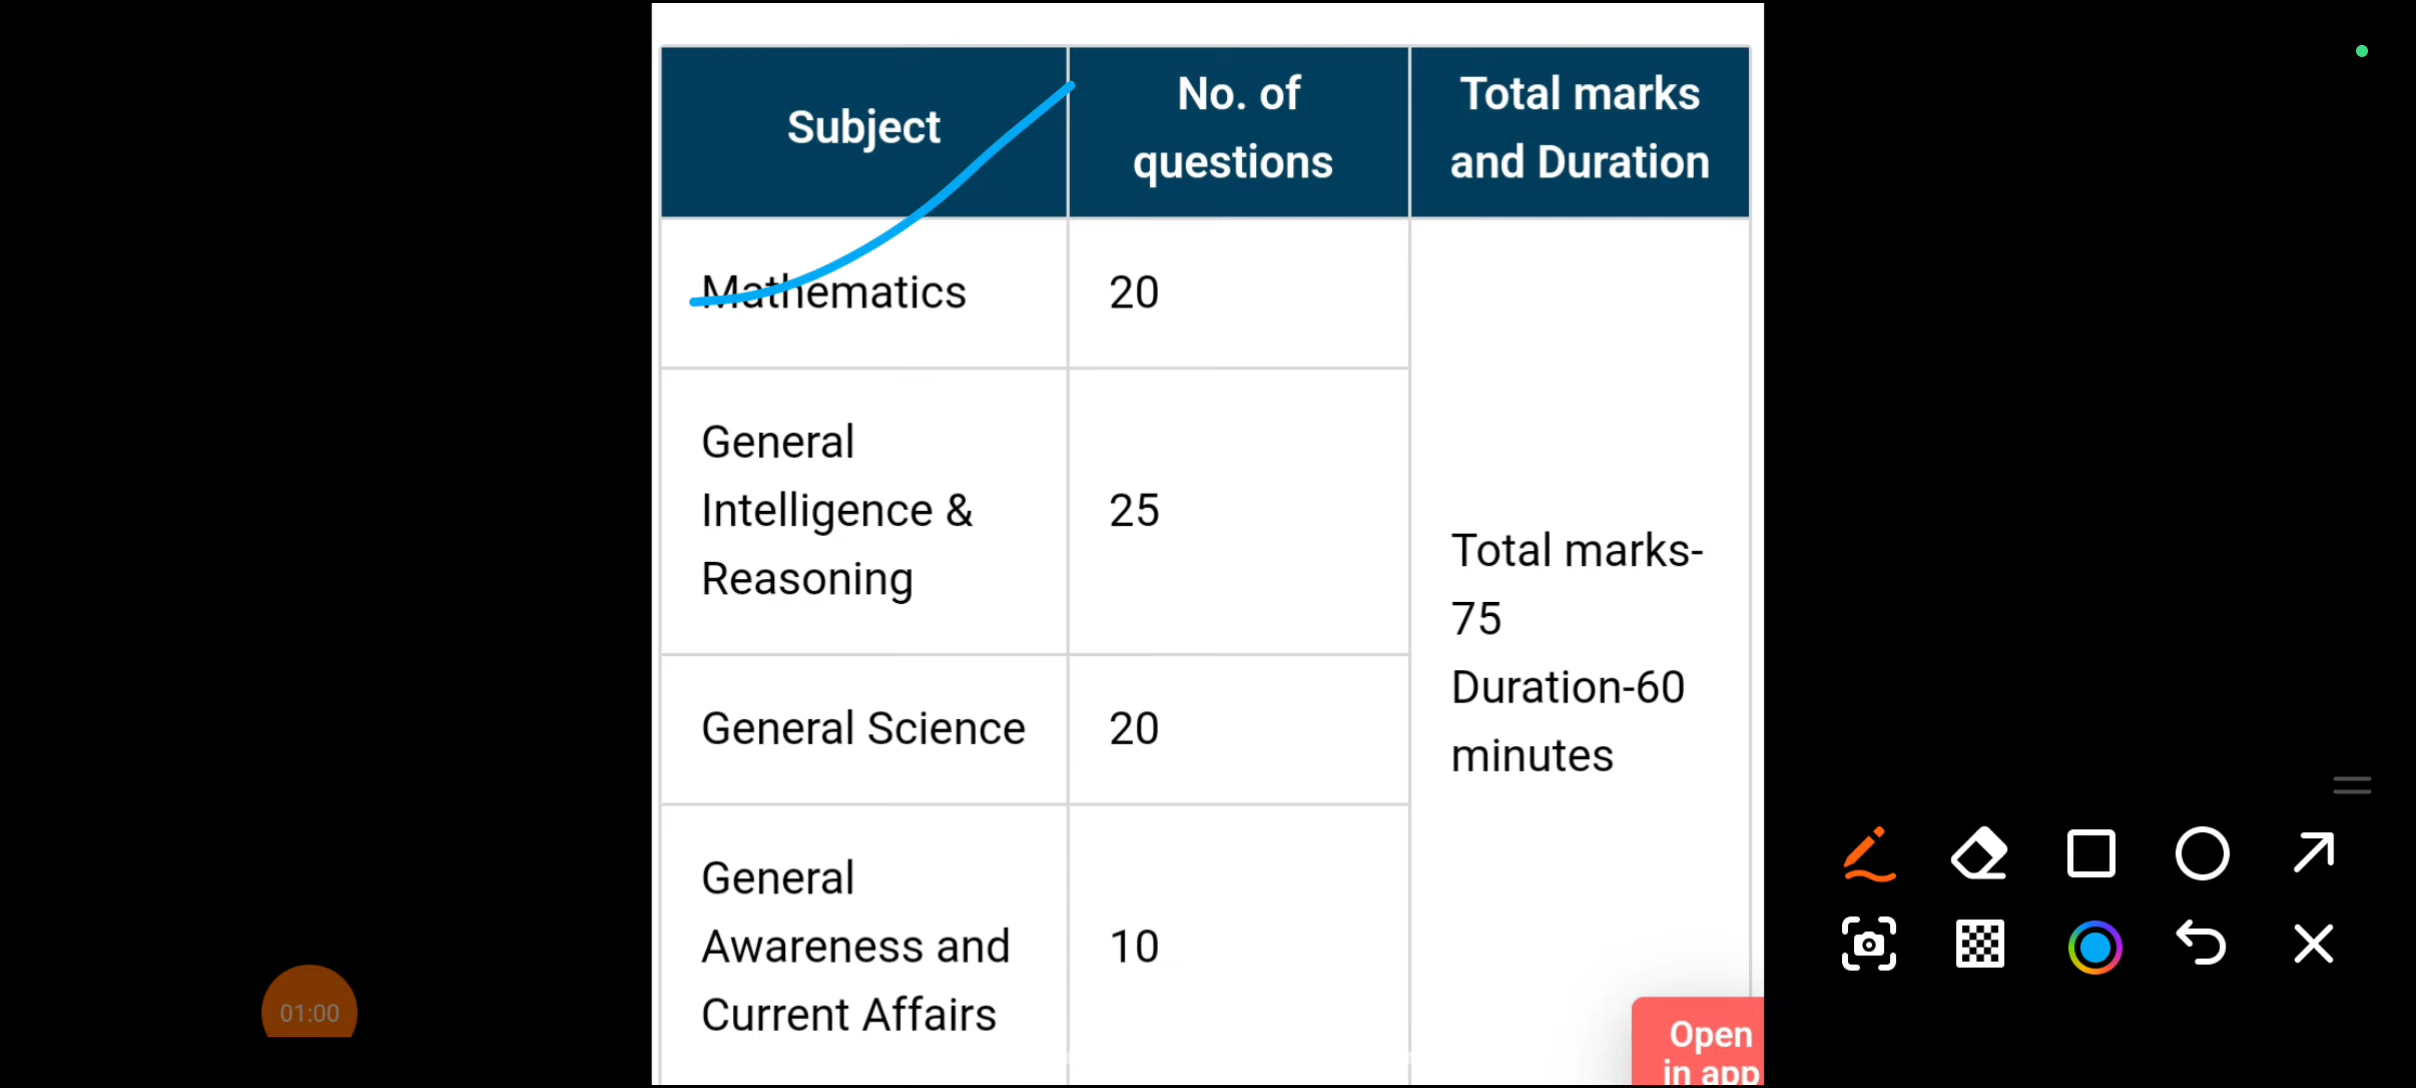 Subject
No. of
questions
Total marks
and Duration
Mathematics
20
General
Intelligence &
Reasoning
25
Total marks-
75
Duration-60
minutes
General Science
20
General
Awareness and
Current Affairs
10
Open
in app
01:00